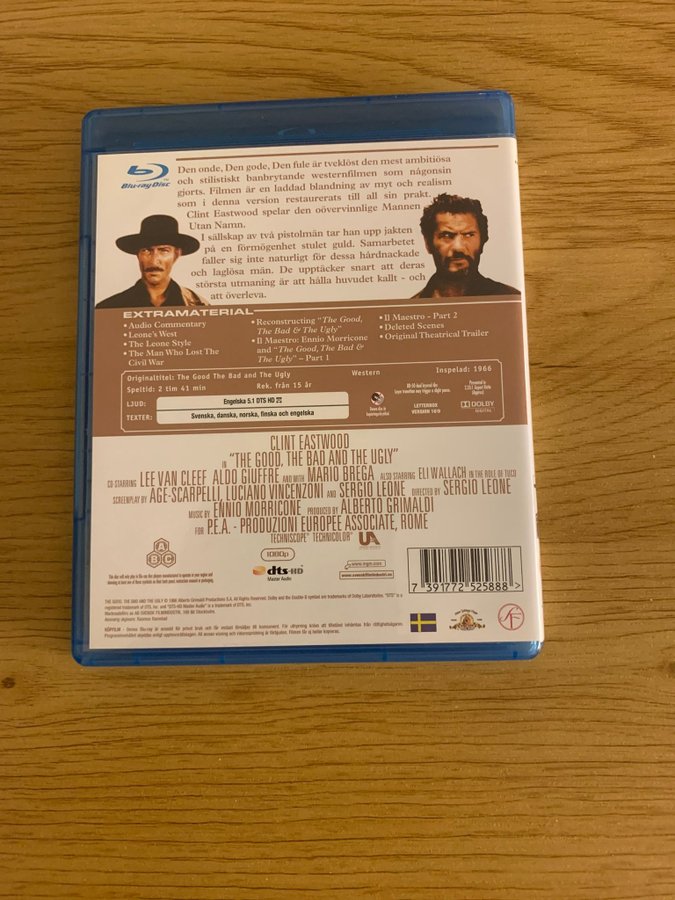 Blu-ray Disc
Den onde, Den gode, Den fule är tveklöst den mest ambitiösa
och stilistiskt banbrytande westernfilmen som någonsin
gjorts. Filmen är en laddad blandning av myt och realism
som i denna version restaurerats till all sin prakt.
Clint Eastwood spelar den oövervinnlige Mannen
Utan Namn.
I sällskap av två pistolmän tar han upp jakten
på en förmögenhet stulet guld. Samarbetet
faller sig inte naturligt för dessa hårdnackade
och laglösa män. De upptäcker snart att deras
största utmaning är att hålla huvudet kallt - och
att överleva.
EXTRAMATERIAL
• Audio Commentary
• Leone's West
• The Leone Style
• The Man Who Lost The
Civil War
• Reconstructing "The Good,
The Bad & The Ugly"
• Il Maestro: Ennio Morricone
and "The Good, The Bad &
The Ugly" – Part 1
• Il Maestro – Part 2
• Deleted Scenes
• Original Theatrical Trailer
Originaltitel: The Good The Bad and The Ugly
Western
Inspelad: 1966
Speltid: 2 tim 41 min
Rek. från 15 år
LJUD:
Engelska 5.1 DTS HD
TEXTER:
Svenska, danska, norska, finska och engelska
LETTERBOX
VERSION 16:9
DOLBY
CLINT EASTWOOD
IN "THE GOOD, THE BAD AND THE UGLY"
CO-STARRING LEE VAN CLEEF ALDO GIUFFRE AND WITH MARIO BREGA ALSO STARRING ELI WALLACH IN THE ROLE OF TUCO
SCREENPLAY BY AGE-SCARPELLI, LUCIANO VINCENZONI AND SERGIO LEONE DIRECTED BY SERGIO LEONE
MUSIC BY ENNIO MORRICONE PRODUCED BY ALBERTO GRIMALDI
FOR P.E.A. - PRODUZIONI EUROPEE ASSOCIATE, ROME
TECHNISCOPE® TECHNICOLOR®
UA
A
B C
1080p
dts-HD
Master Audio
www.mgm.com
www.svenskfilmindustri.se
7 391772 525888 >
SF